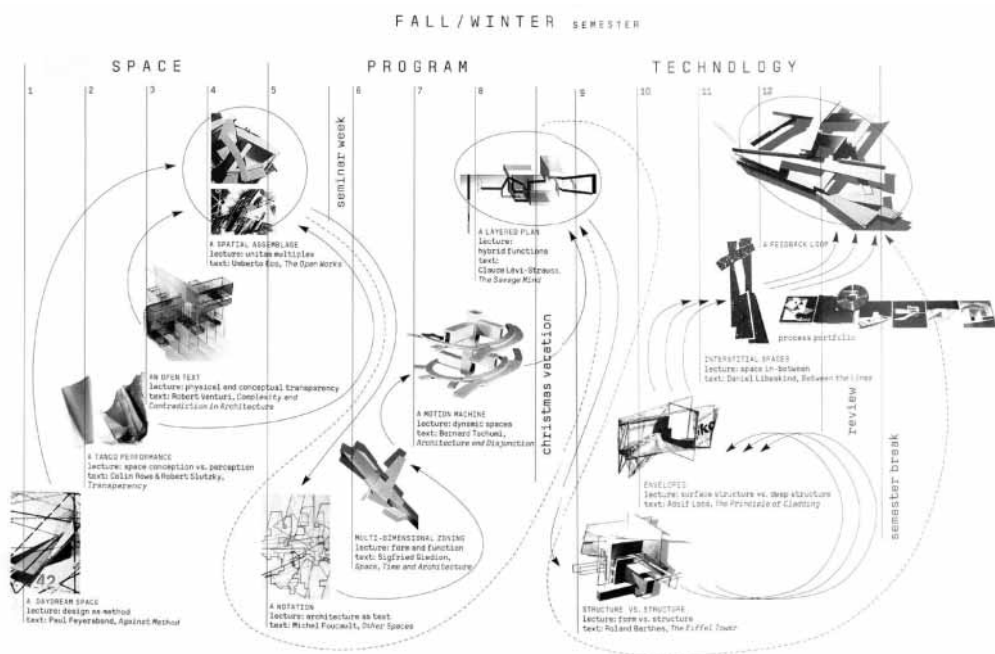 FALL/WINTER SEMESTER
SPACE
PROGRAM
TECHNOLOGY
1
2
3
4
5
6
7
8
9
10
11
12
seminar week
christmas vatation
review
semester break
A SPATIAL ASSEMBLAGE
lecture: unitas multiplex
text: Umberto Eco, The Open Works
AN OPEN TEXT
lecture: physical and conceptual transparency
text: Robert Venturi, Complexity and
Contradiction in Architecture
A TANGO PERFORMANCE
lecture: space conception vs. perception
text: Colin Rowe & Robert Slutzky,
Transparency
42
A DAYDREAM SPACE
lecture: design as method
text: Paul Feyerabend, Against Method
A LAYERED PLAN
lecture:
hybrid functions
text:
Claude Lévi-Strauss,
The Savage Mind
A MOTION MACHINE
lecture: dynamic spaces
text: Bernard Tschumi,
Architecture and Disjunction
MULTI-DIMENSIONAL ZONING
lecture: form and function
text: Sigfried Giedion,
Space, Time and Architecture
A NOTATION
lecture: architecture as text
text: Michel Foucault, Other Spaces
A FEEDBACK LOOP
process portfolio
INTERSTITIAL SPACES
lecture: space in-between
text: Daniel Libeskind, Between the Lines
ENVELOPES
lecture: surface structure vs. deep structure
text: Adolf Loos, The Principle of Cladding
STRUCTURE VS. STRUCTURE
lecture: form vs. structure
text: Roland Barthes, The Eiffel Tower